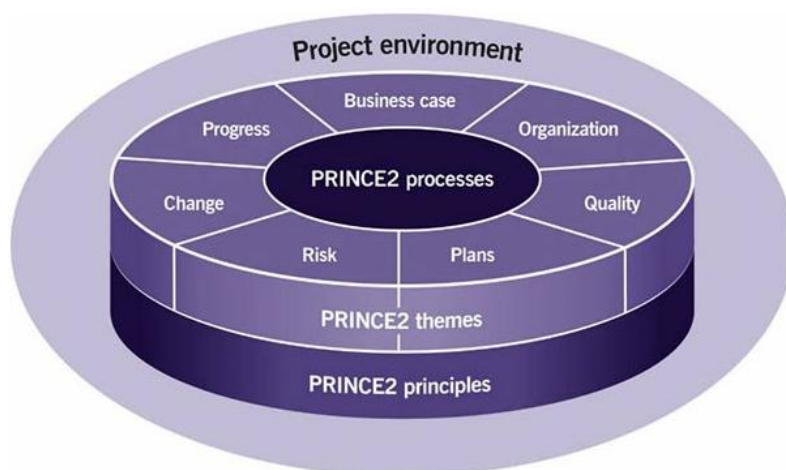 Project environment
Business case
Progress
Organization
PRINCE2 processes
Change
Quality
Risk
Plans
PRINCE2 themes
PRINCE2 principles